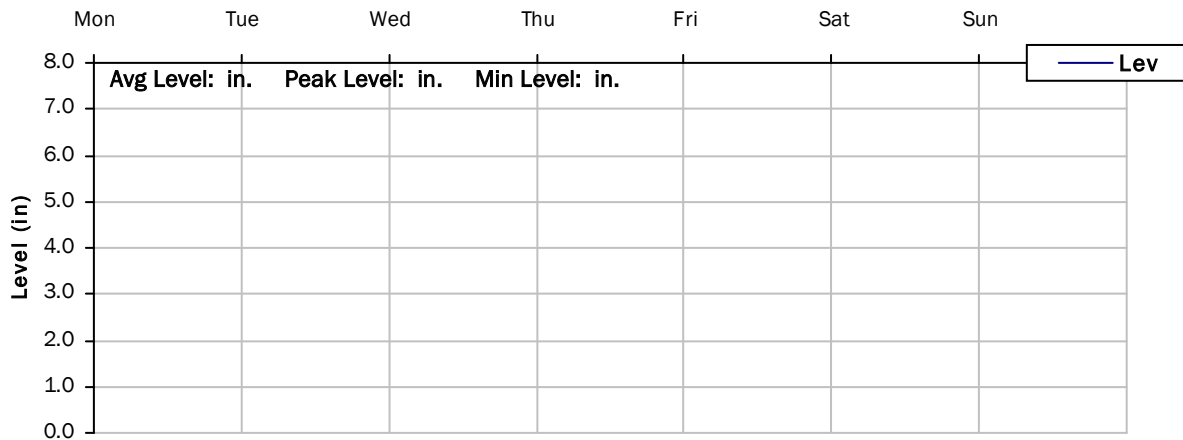 Mon Tue Wed Thu Fri Sat Sun
8.0
Avg Level: in. Peak Level: in. Min Level: in.
Lev
7.0
6.0
5.0
4.0
3.0
2.0
1.0
0.0
Level (in)